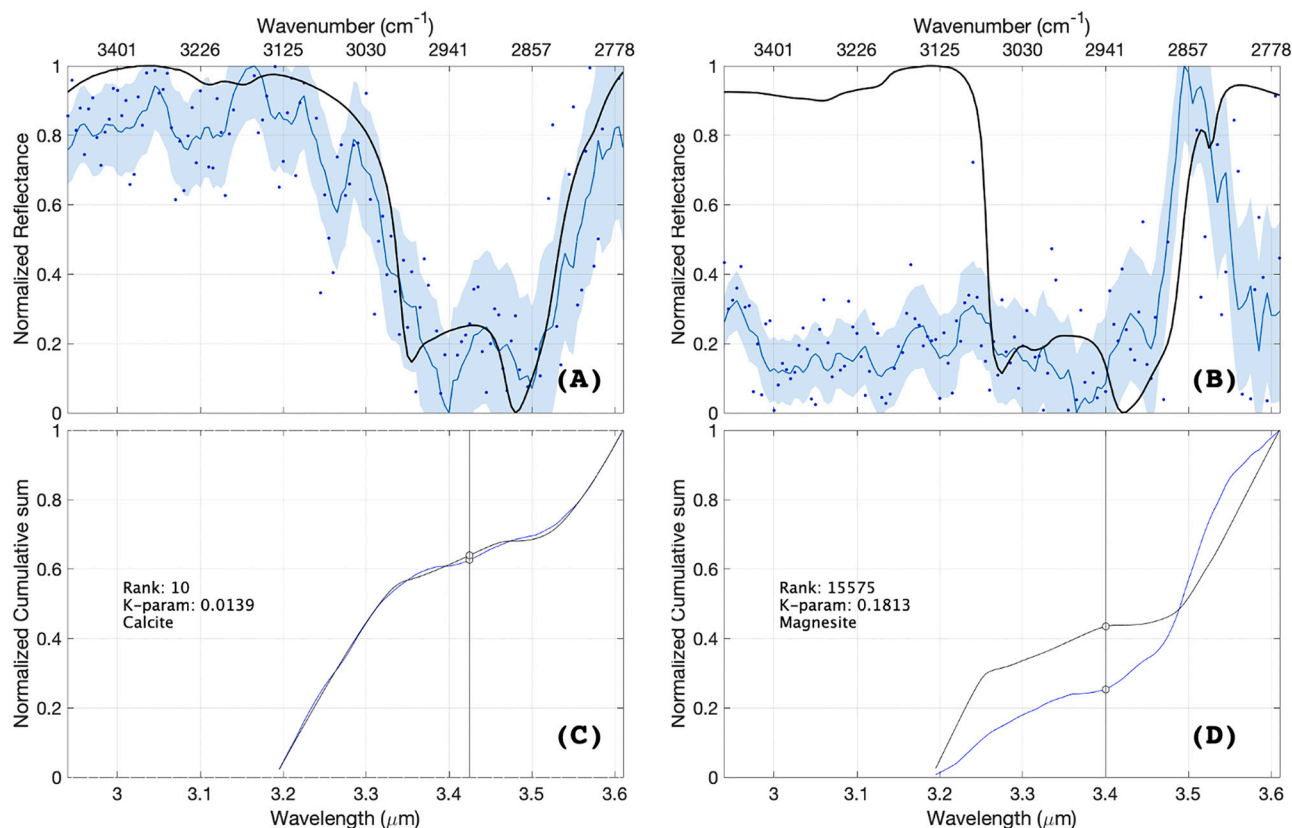 Wavenumber (cm-1)
3401 3226 3125 3030 2941 2857 2778
Normalized Reflectance
1
0.8
0.6
0.4
0.2
0
(A)
Wavenumber (cm-1)
3401 3226 3125 3030 2941 2857 2778
Normalized Reflectance
1
0.8
0.6
0.4
0.2
0
(B)
Normalized Cumulative sum
1
0.8
0.6
0.4
0.2
0
Rank: 10
K-param: 0.0139
Calcite
(C)
3 3.1 3.2 3.3 3.4 3.5 3.6
Wavelength (μm)
Normalized Cumulative sum
1
0.8
0.6
0.4
0.2
0
Rank: 15575
K-param: 0.1813
Magnesite
(D)
3 3.1 3.2 3.3 3.4 3.5 3.6
Wavelength (μm)